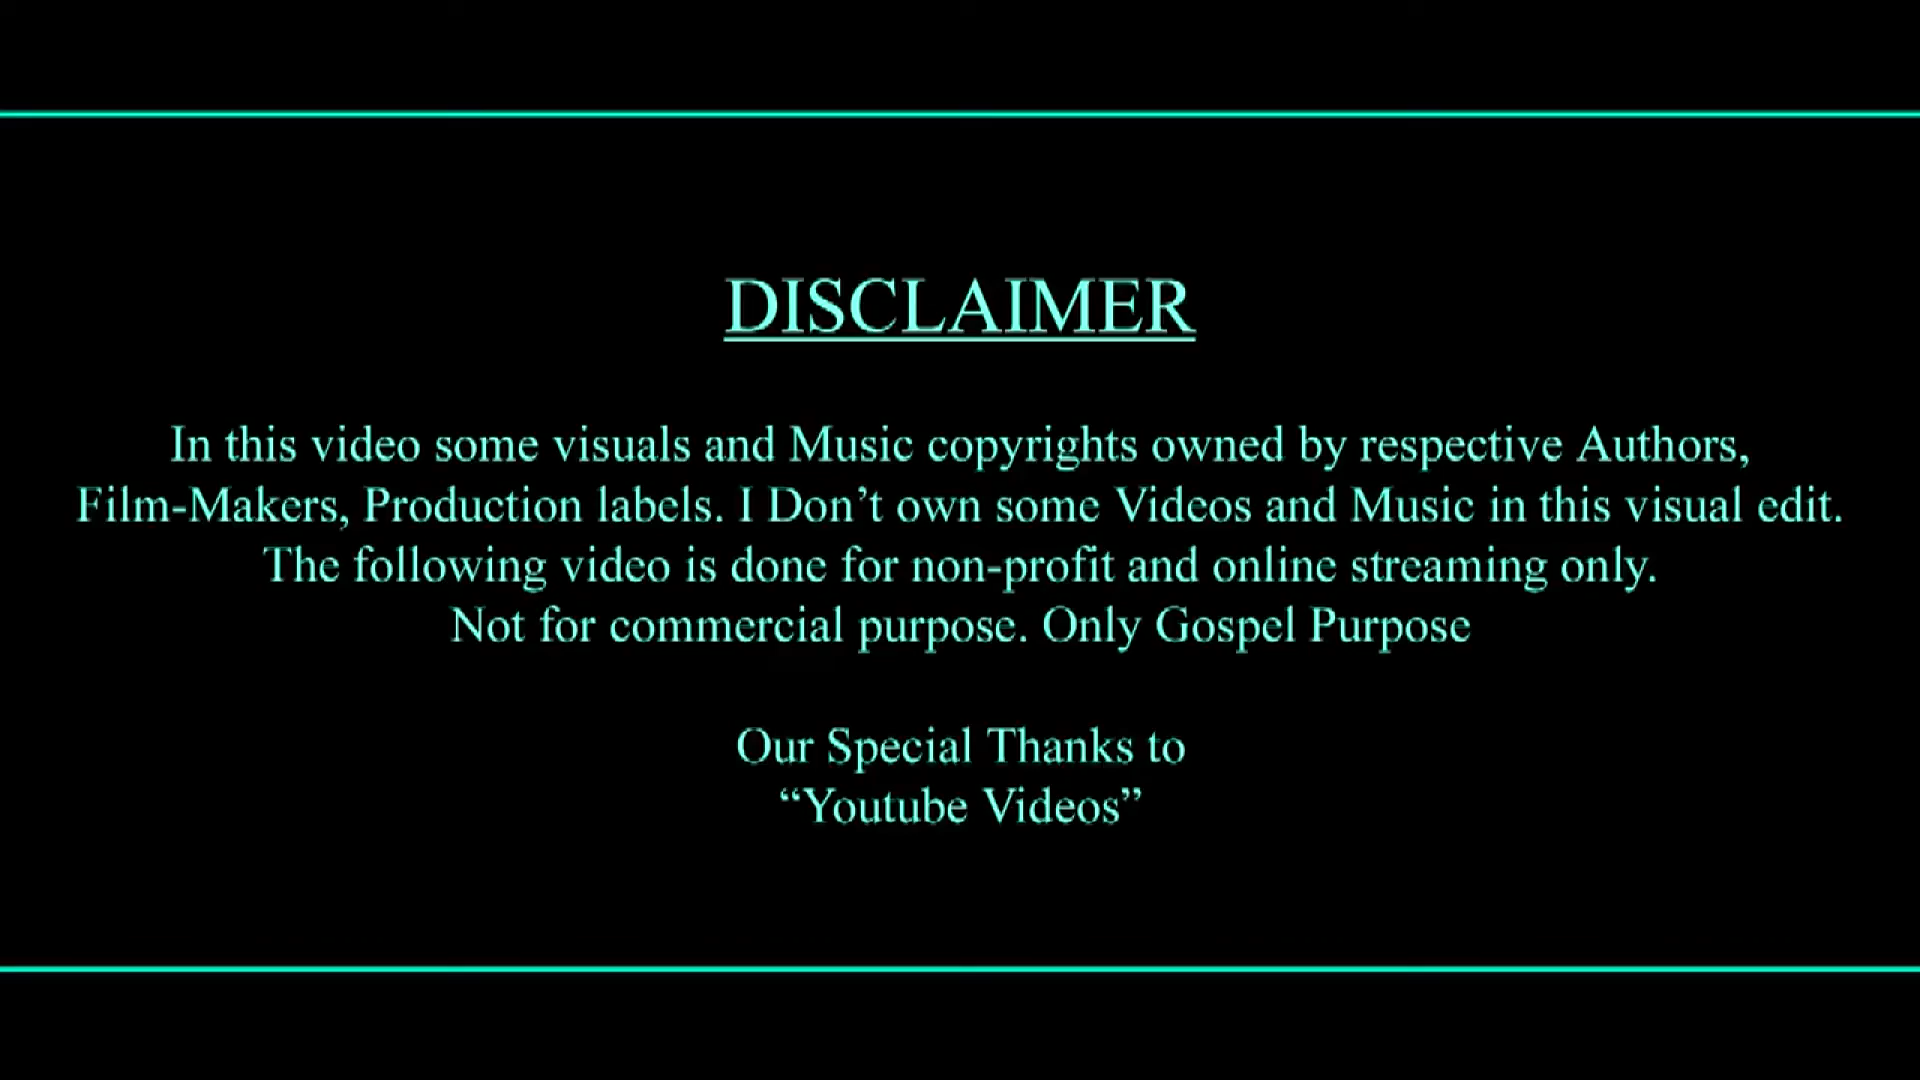 DISCLAIMER
In this video some visuals and Music copyrights owned by respective Authors,
Film-Makers, Production labels. I Don’t own some Videos and Music in this visual edit.
The following video is done for non-profit and online streaming only.
Not for commercial purpose. Only Gospel Purpose
Our Special Thanks to
“Youtube Videos”